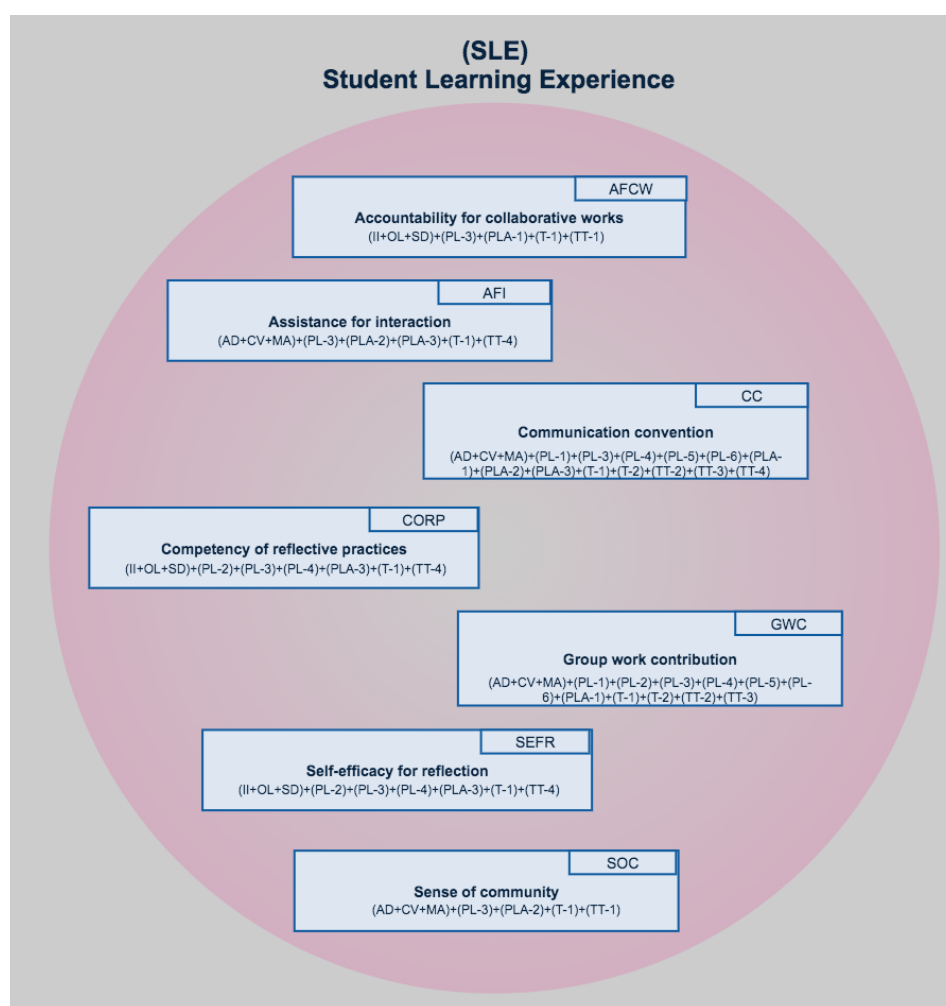 (SLE)
Student Learning Experience
AFCW
Accountability for collaborative works
(II+OL+SD)+(PL-3)+(PLA-1)+(T-1)+(TT-1)
AFI
Assistance for interaction
(AD+CV+MA)+(PL-3)+(PLA-2)+(PLA-3)+(T-1)+(TT-4)
CC
Communication convention
(AD+CV+MA)+(PL-1)+(PL-3)+(PL-4)+(PL-5)+(PL-6)+(PLA-
1)+(PLA-2)+(PLA-3)+(T-1)+(T-2)+(TT-2)+(TT-3)+(TT-4)
CORP
Competency of reflective practices
(II+OL+SD)+(PL-2)+(PL-3)+(PL-4)+(PLA-3)+(T-1)+(TT-4)
GWC
Group work contribution
(AD+CV+MA)+(PL-1)+(PL-2)+(PL-3)+(PL-4)+(PL-5)+(PL-
6)+(PLA-1)+(T-1)+(T-2)+(TT-2)+(TT-3)
SEFR
Self-efficacy for reflection
(II+OL+SD)+(PL-2)+(PL-3)+(PL-4)+(PLA-3)+(T-1)+(TT-4)
SOC
Sense of community
(AD+CV+MA)+(PL-3)+(PLA-2)+(T-1)+(TT-1)